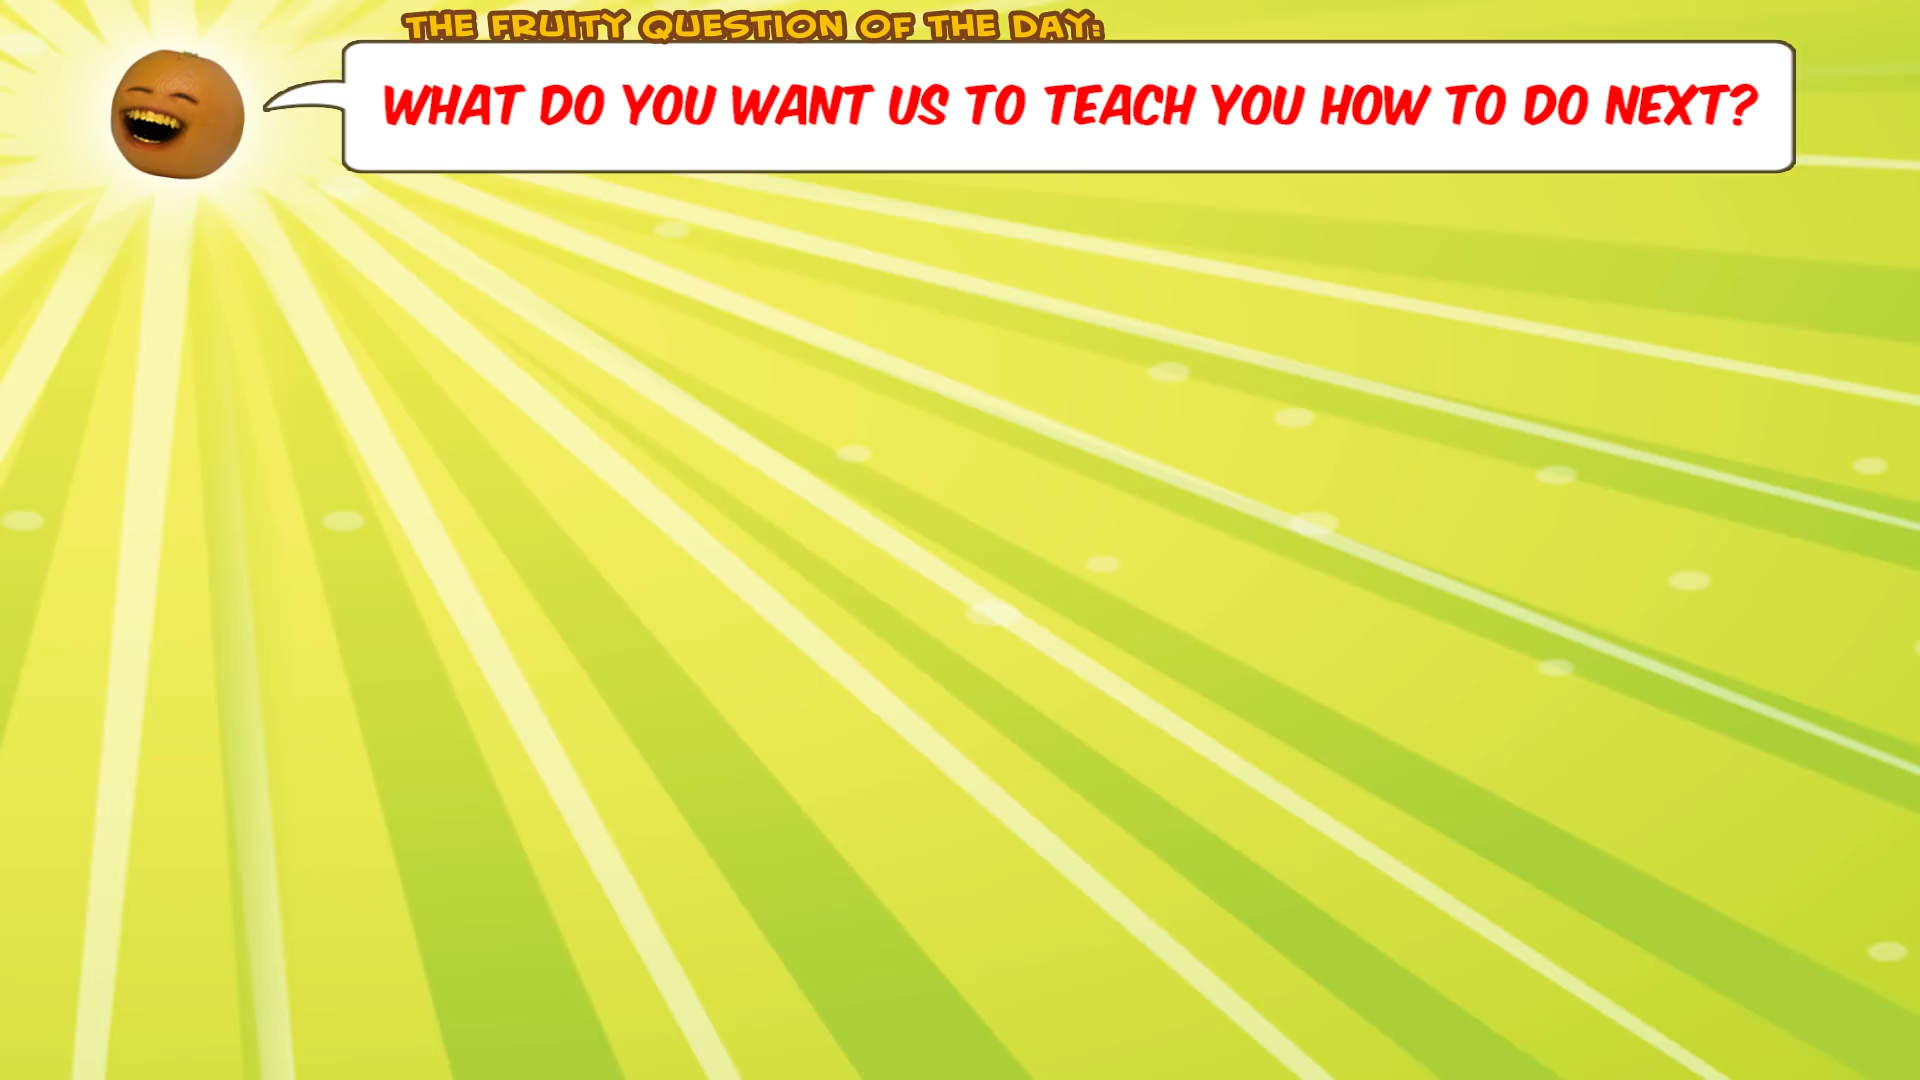 THE FRUITY QUESTION OF THE DAY:
WHAT DO YOU WANT US TO TEACH YOU HOW TO DO NEXT?